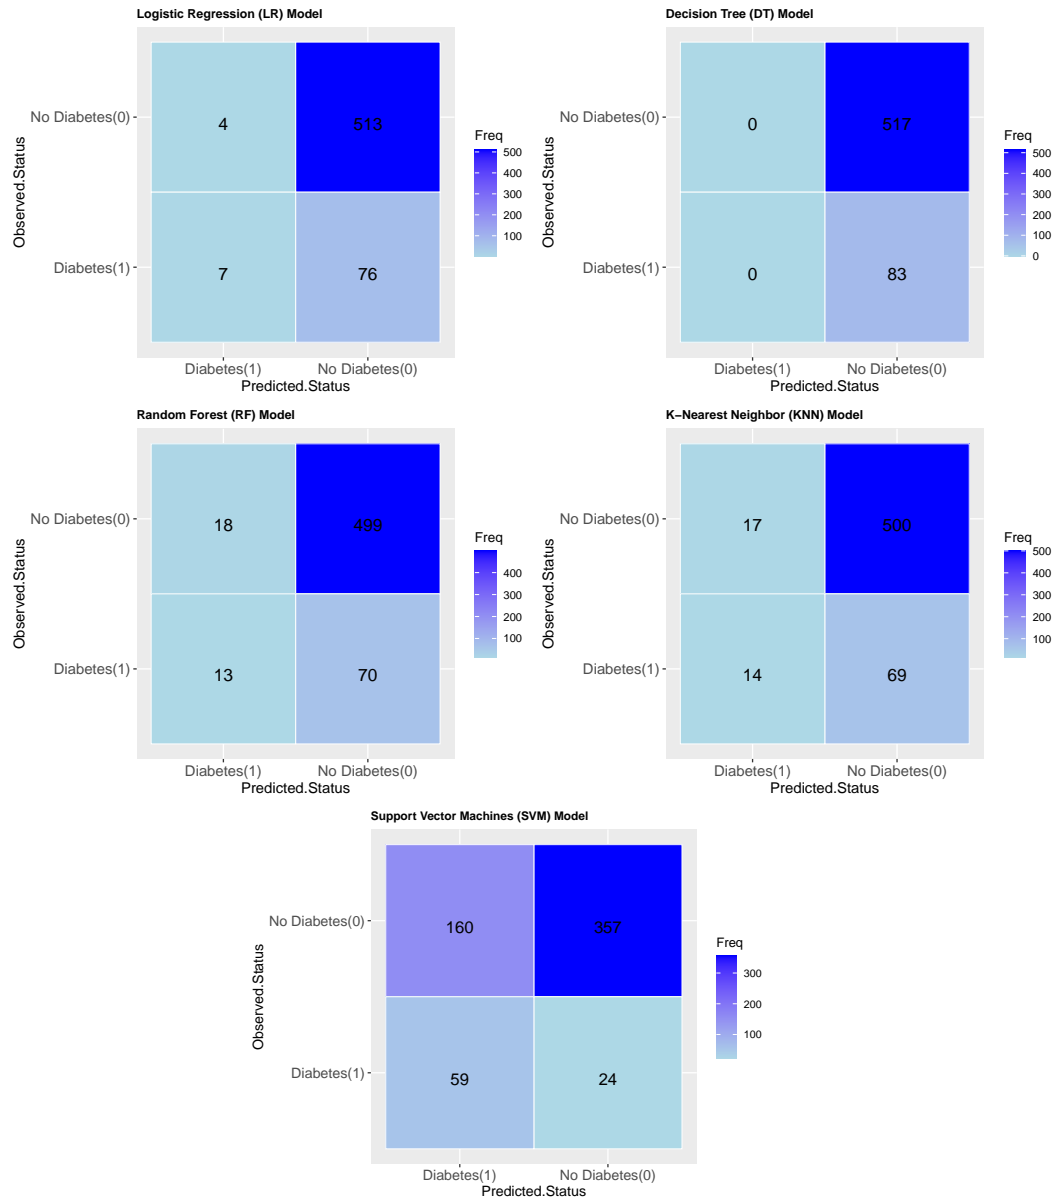 Logistic Regression (LR) Model
Observed.Status
No Diabetes(0)
4
513
Diabetes(1)
7
76
Diabetes(1)
No Diabetes(0)
Predicted.Status
Freq
500
400
300
200
100
Decision Tree (DT) Model
Observed.Status
No Diabetes(0)
0
517
Diabetes(1)
0
83
Diabetes(1)
No Diabetes(0)
Predicted.Status
Freq
500
400
300
200
100
0
Random Forest (RF) Model
Observed.Status
No Diabetes(0)
18
499
Diabetes(1)
13
70
Diabetes(1)
No Diabetes(0)
Predicted.Status
Freq
400
300
200
100
K−Nearest Neighbor (KNN) Model
Observed.Status
No Diabetes(0)
17
500
Diabetes(1)
14
69
Diabetes(1)
No Diabetes(0)
Predicted.Status
Freq
500
400
300
200
100
Support Vector Machines (SVM) Model
Observed.Status
No Diabetes(0)
160
357
Diabetes(1)
59
24
Diabetes(1)
No Diabetes(0)
Predicted.Status
Freq
300
200
100